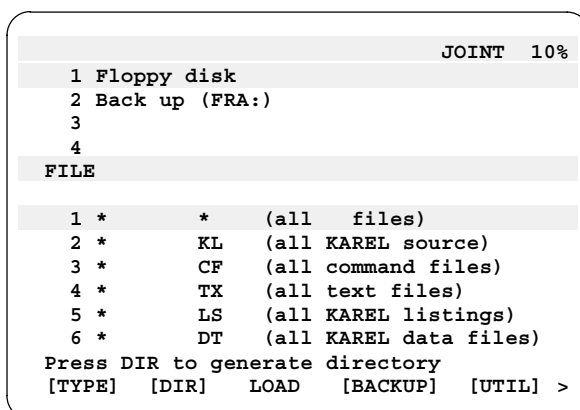 JOINT 10%
1 Floppy disk
2 Back up (FRA:)
3
4
FILE
1 * * (all files)
2 * KL (all KAREL source)
3 * CF (all command files)
4 * TX (all text files)
5 * LS (all KAREL listings)
6 * DT (all KAREL data files)
Press DIR to generate directory
[TYPE] [DIR] LOAD [BACKUP] [UTIL] >